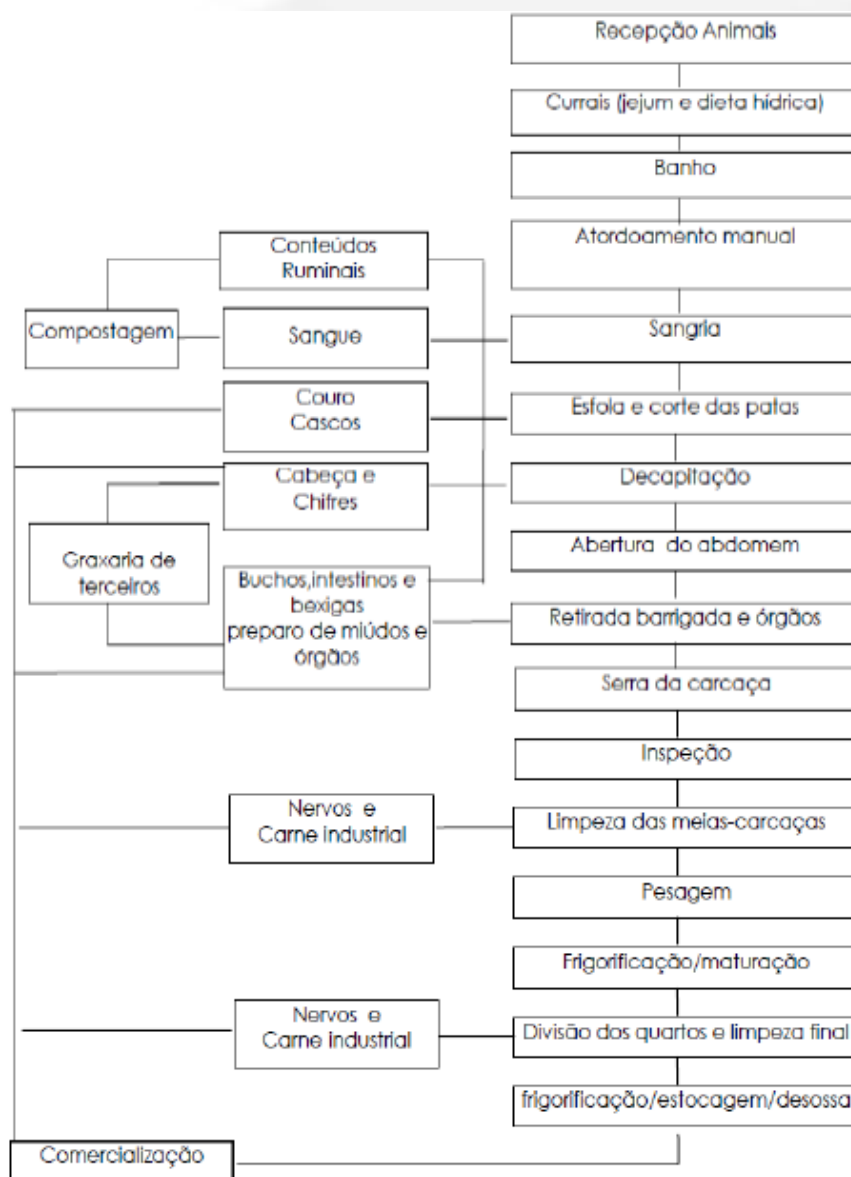 Recepção Animais
Currais (jejum e dieta hídrica)
Banho
Atordoamento manual
Conteúdos
Ruminais
Compostagem
Sangue
Sangria
Couro
Cascos
Esfola e corte das patas
Cabeça e
Chifres
Decapitação
Graxaria de
terceiros
Abertura do abdomem
Buchos,intestinos e
bexigas
preparo de miúdos e
órgãos
Retirada barrigada e órgãos
Serra da carcaça
Inspeção
Nervos e
Carne industrial
Limpeza das meias-carcaças
Pesagem
Frigorificação/maturação
Nervos e
Carne industrial
Divisão dos quartos e limpeza final
frigorificação/estocagem/desossa
Comercialização